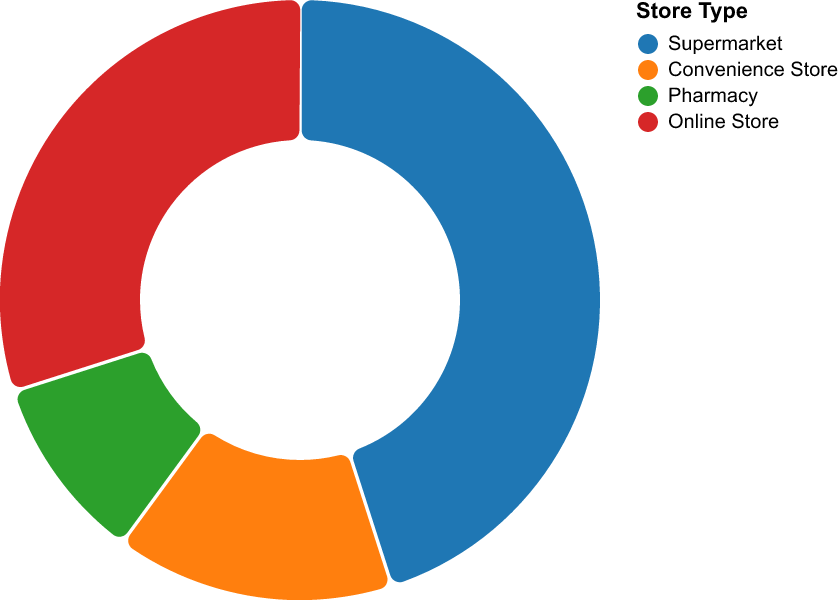 Store Type
Supermarket
Convenience Store
Pharmacy
Online Store